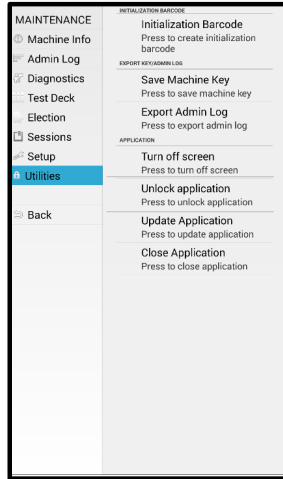 MAINTENANCE
Machine Info
Admin Log
Diagnostics
Test Deck
Election
Sessions
Setup
Utilities
Back
INITIALIZATION BARCODE
Initialization Barcode
Press to create initialization
barcode
EXPORT KEY/ADMIN LOG
Save Machine Key
Press to save machine key
Export Admin Log
Press to export admin log
APPLICATION
Turn off screen
Press to turn off screen
Unlock application
Press to unlock application
Update Application
Press to update application
Close Application
Press to close application